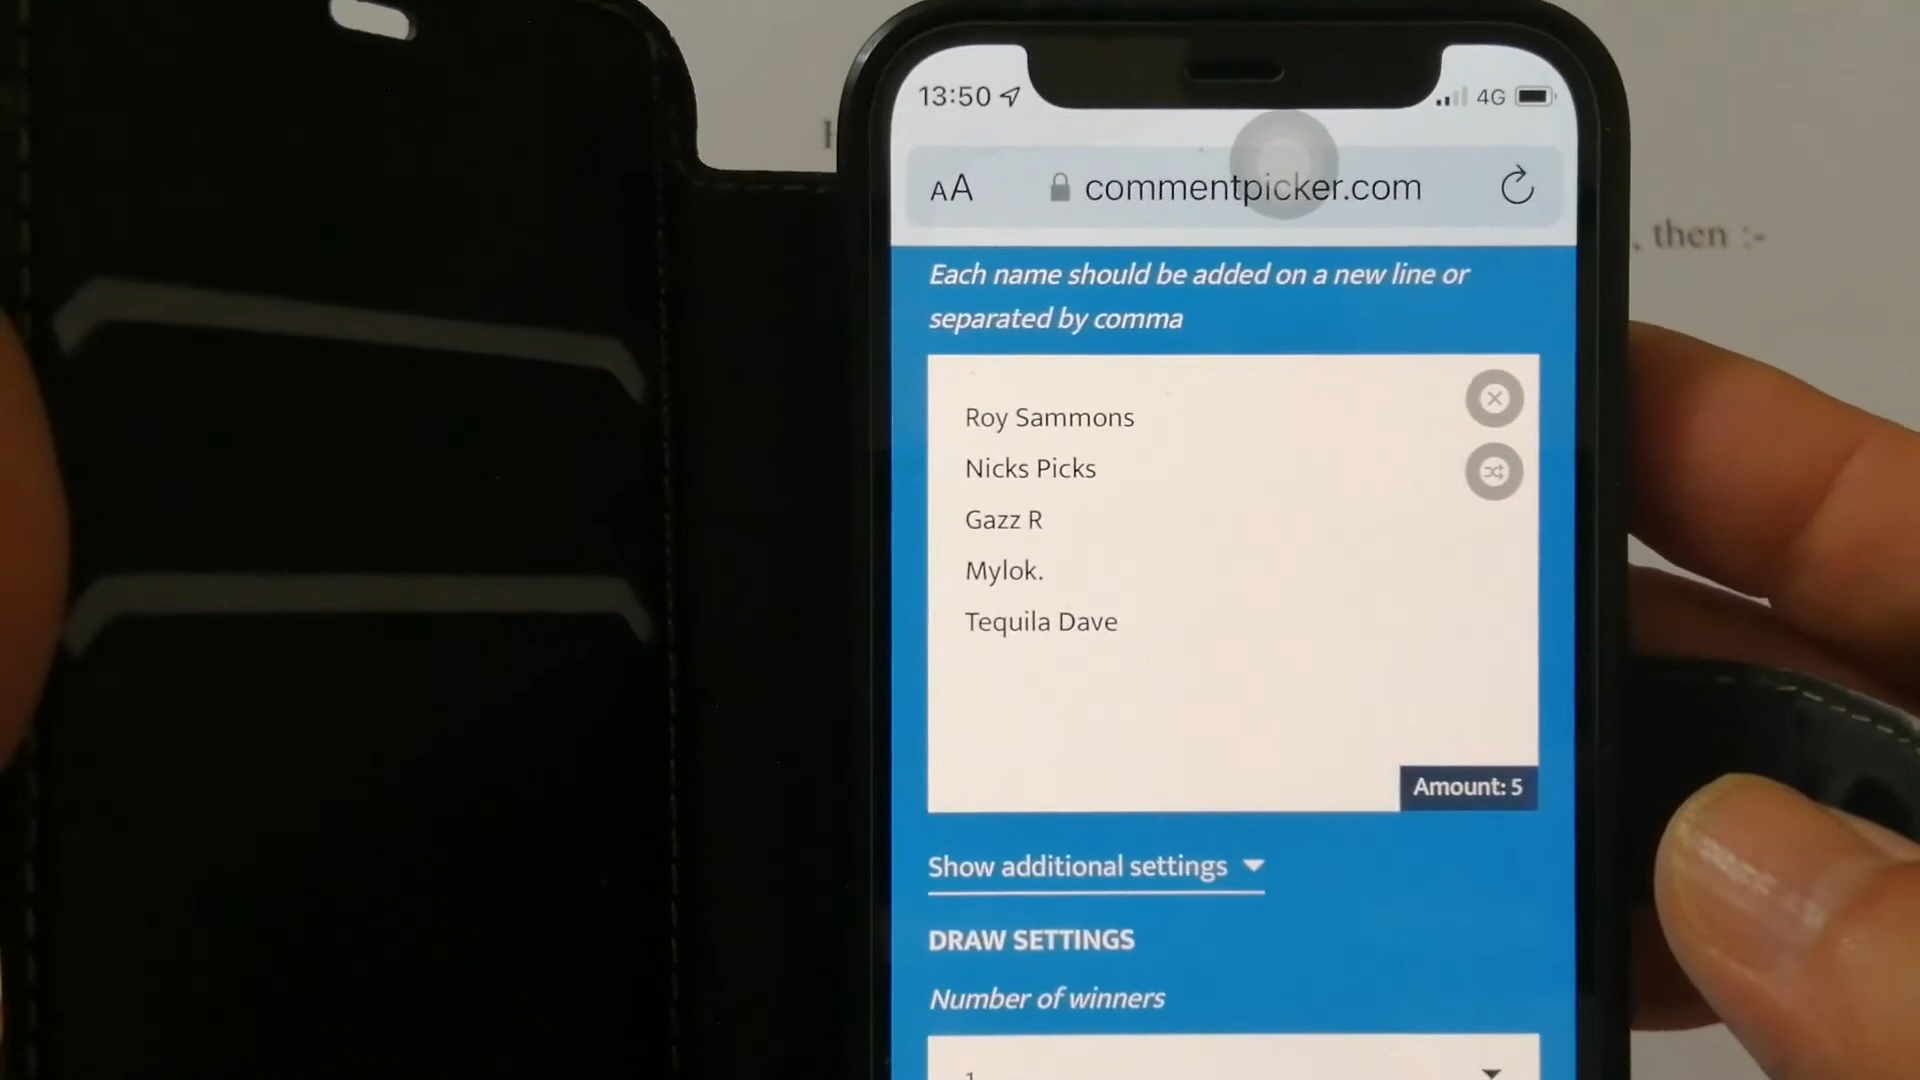 13:50
4G
AA
commentpicker.com
, then :-
Each name should be added on a new line or
separated by comma
Roy Sammons
Nicks Picks
Gazz R
Mylok.
Tequila Dave
Amount: 5
Show additional settings
DRAW SETTINGS
Number of winners
1